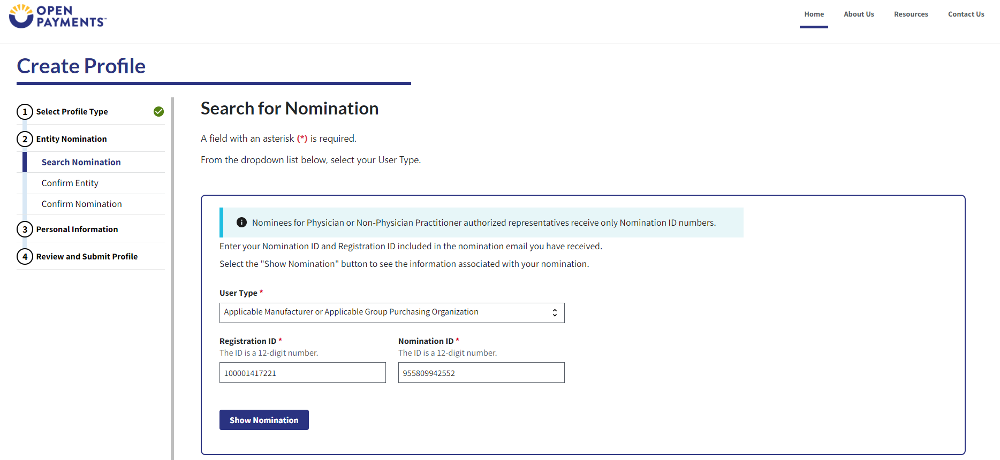 OPEN
PAYMENTS
Home About Us Resources Contact Us
Create Profile
1 Select Profile Type
2 Entity Nomination
Search Nomination
Confirm Entity
Confirm Nomination
3 Personal Information
4 Review and Submit Profile
Search for Nomination
A field with an asterisk (*) is required.
From the dropdown list below, select your User Type.
Nominees for Physician or Non-Physician Practitioner authorized representatives receive only Nomination ID numbers.
Enter your Nomination ID and Registration ID included in the nomination email you have received.
Select the "Show Nomination" button to see the information associated with your nomination.
User Type *
Applicable Manufacturer or Applicable Group Purchasing Organization
Registration ID * Nomination ID *
The ID is a 12-digit number. The ID is a 12-digit number.
100001417221 955809942552
Show Nomination